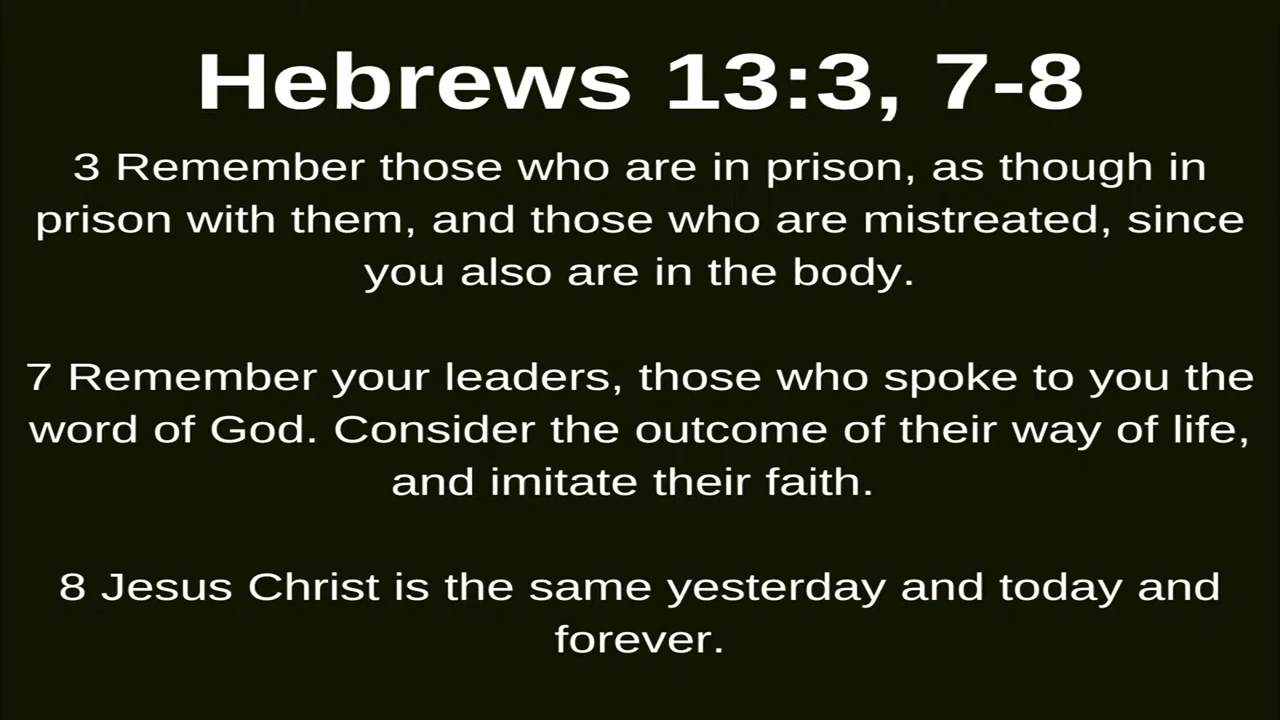 Hebrews 13:3, 7-8
3 Remember those who are in prison, as though in
prison with them, and those who are mistreated, since
you also are in the body.
7 Remember your leaders, those who spoke to you the
word of God. Consider the outcome of their way of life,
and imitate their faith.
8 Jesus Christ is the same yesterday and today and
forever.